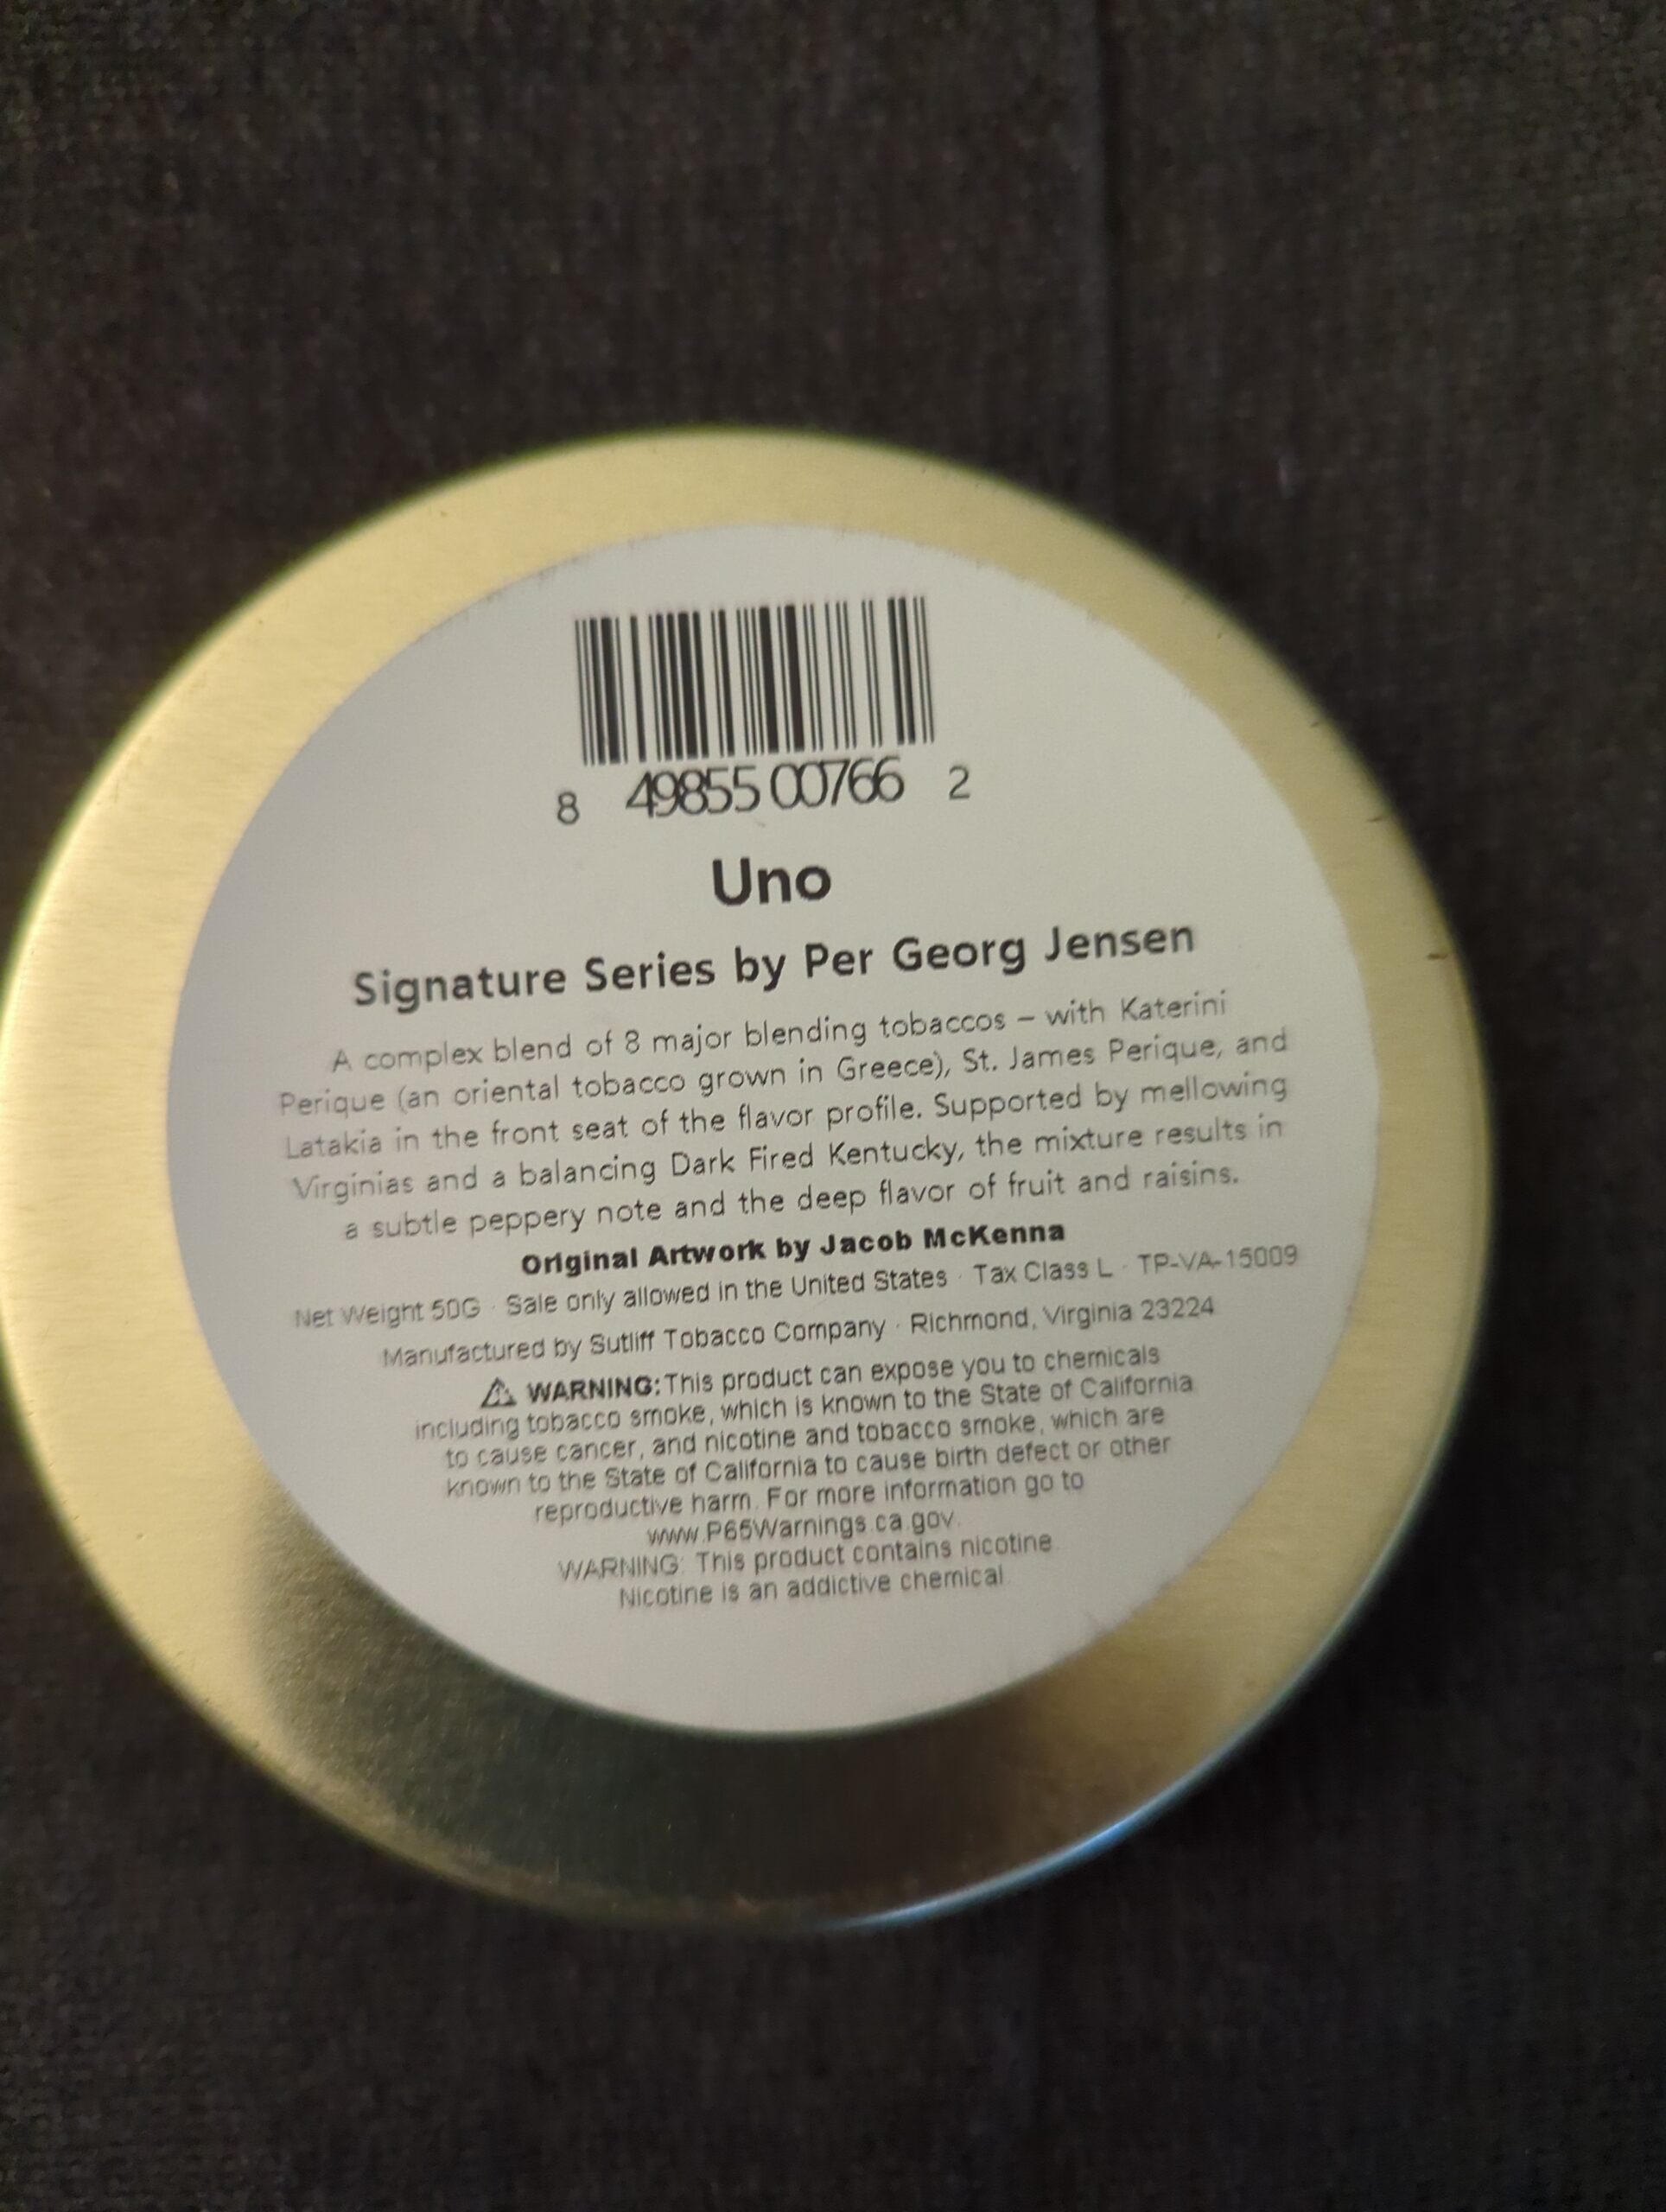 8 49855 00766 2
Uno
Signature Series by Per Georg Jensen
A complex blend of 8 major blending tobaccos – with Katerini
Perique (an oriental tobacco grown in Greece), St. James Perique, and
Latakia in the front seat of the flavor profile. Supported by mellowing
Virginias and a balancing Dark Fired Kentucky, the mixture results in
a subtle peppery note and the deep flavor of fruit and raisins.
Original Artwork by Jacob McKenna
Net Weight 50G · Sale only allowed in the United States · Tax Class L · TP-VA-15009
Manufactured by Sutliff Tobacco Company · Richmond, Virginia 23224
⚠ WARNING: This product can expose you to chemicals
including tobacco smoke, which is known to the State of California
to cause cancer, and nicotine and tobacco smoke, which are
known to the State of California to cause birth defect or other
reproductive harm. For more information go to
www.P65Warnings.ca.gov.
WARNING: This product contains nicotine.
Nicotine is an addictive chemical.